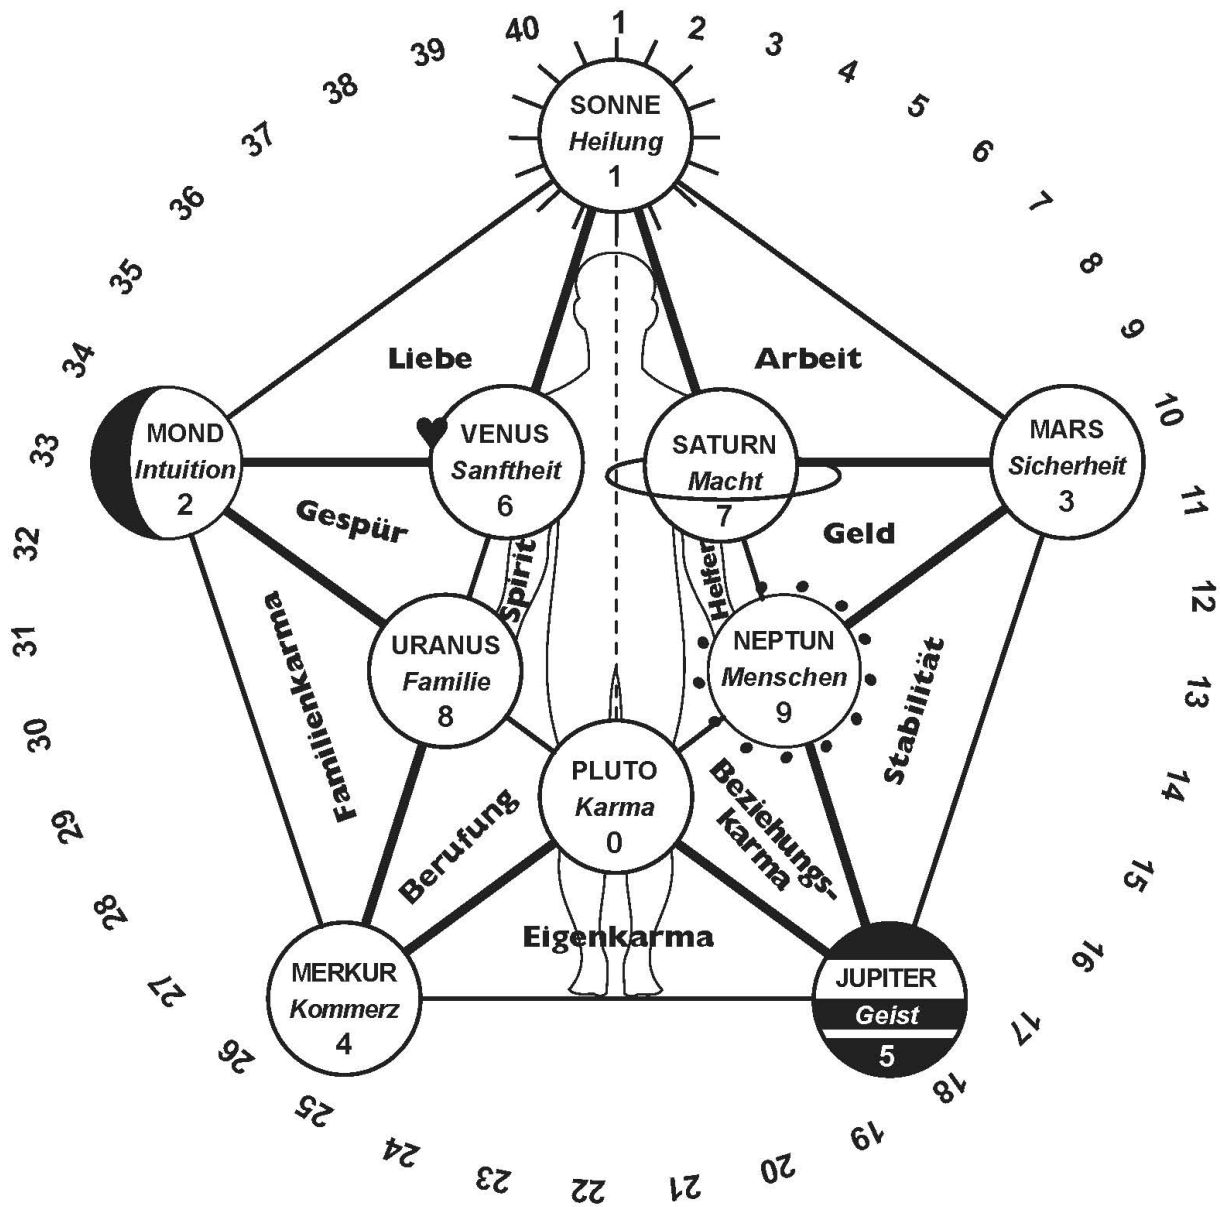 1
2
3
4
5
6
7
8
9
10
11
12
13
14
15
16
17
18
19
20
21
22
23
24
25
26
27
28
29
30
31
32
33
34
35
36
37
38
39
40
SONNE
Heilung
1
Liebe
Arbeit
MOND
Intuition
2
VENUS
Sanftheit
6
SATURN
Macht
7
MARS
Sicherheit
3
Gespür
Spirit
Helfer
Geld
Familienkarma
URANUS
Familie
8
NEPTUN
Menschen
9
Stabilität
PLUTO
Karma
0
Berufung
Beziehungs-
karma
Eigenkarma
MERKUR
Kommerz
4
JUPITER
Geist
5